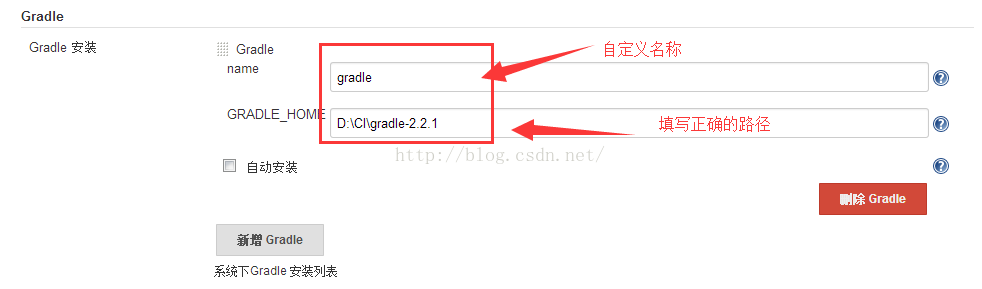 Gradle
Gradle 安装
Gradle
name
gradle
自定义名称
GRADLE_HOME
D:\CI\gradle-2.2.1
填写正确的路径
http://blog.csdn.net/
自动安装
删除 Gradle
新增 Gradle
系统下Gradle 安装列表